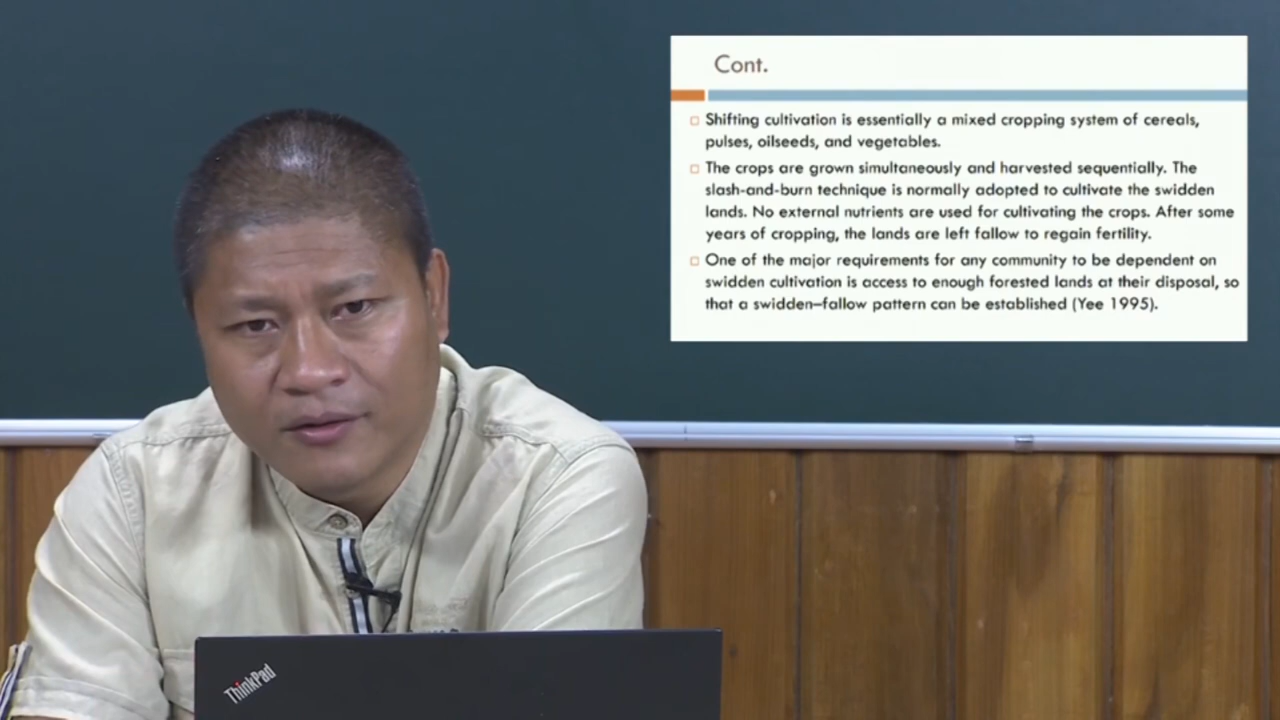 Cont.
Shifting cultivation is essentially a mixed cropping system of cereals,
pulses, oilseeds, and vegetables.
The crops are grown simultaneously and harvested sequentially. The
slash-and-burn technique is normally adopted to cultivate the swidden
lands. No external nutrients are used for cultivating the crops. After some
years of cropping, the lands are left fallow to regain fertility.
One of the major requirements for any community to be dependent on
swidden cultivation is access to enough forested lands at their disposal, so
that a swidden–fallow pattern can be established (Yee 1995).
ThinkPad